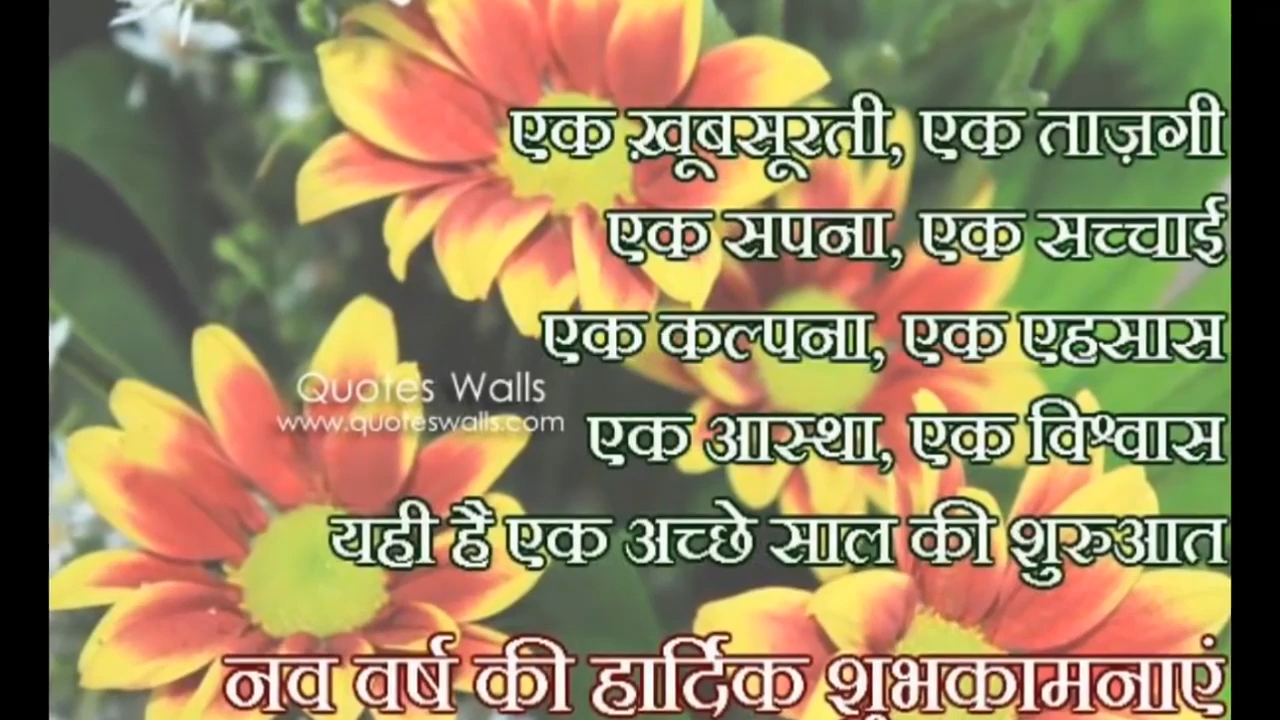 एक ख़ूबसूरती, एक ताज़गी
एक सपना, एक सच्चाई
एक कल्पना, एक एहसास
Quotes Walls
www.quoteswalls.com
एक आस्था, एक विश्वास
यही है एक अच्छे साल की शुरुआत
नव वर्ष की हार्दिक शुभकामनाएं